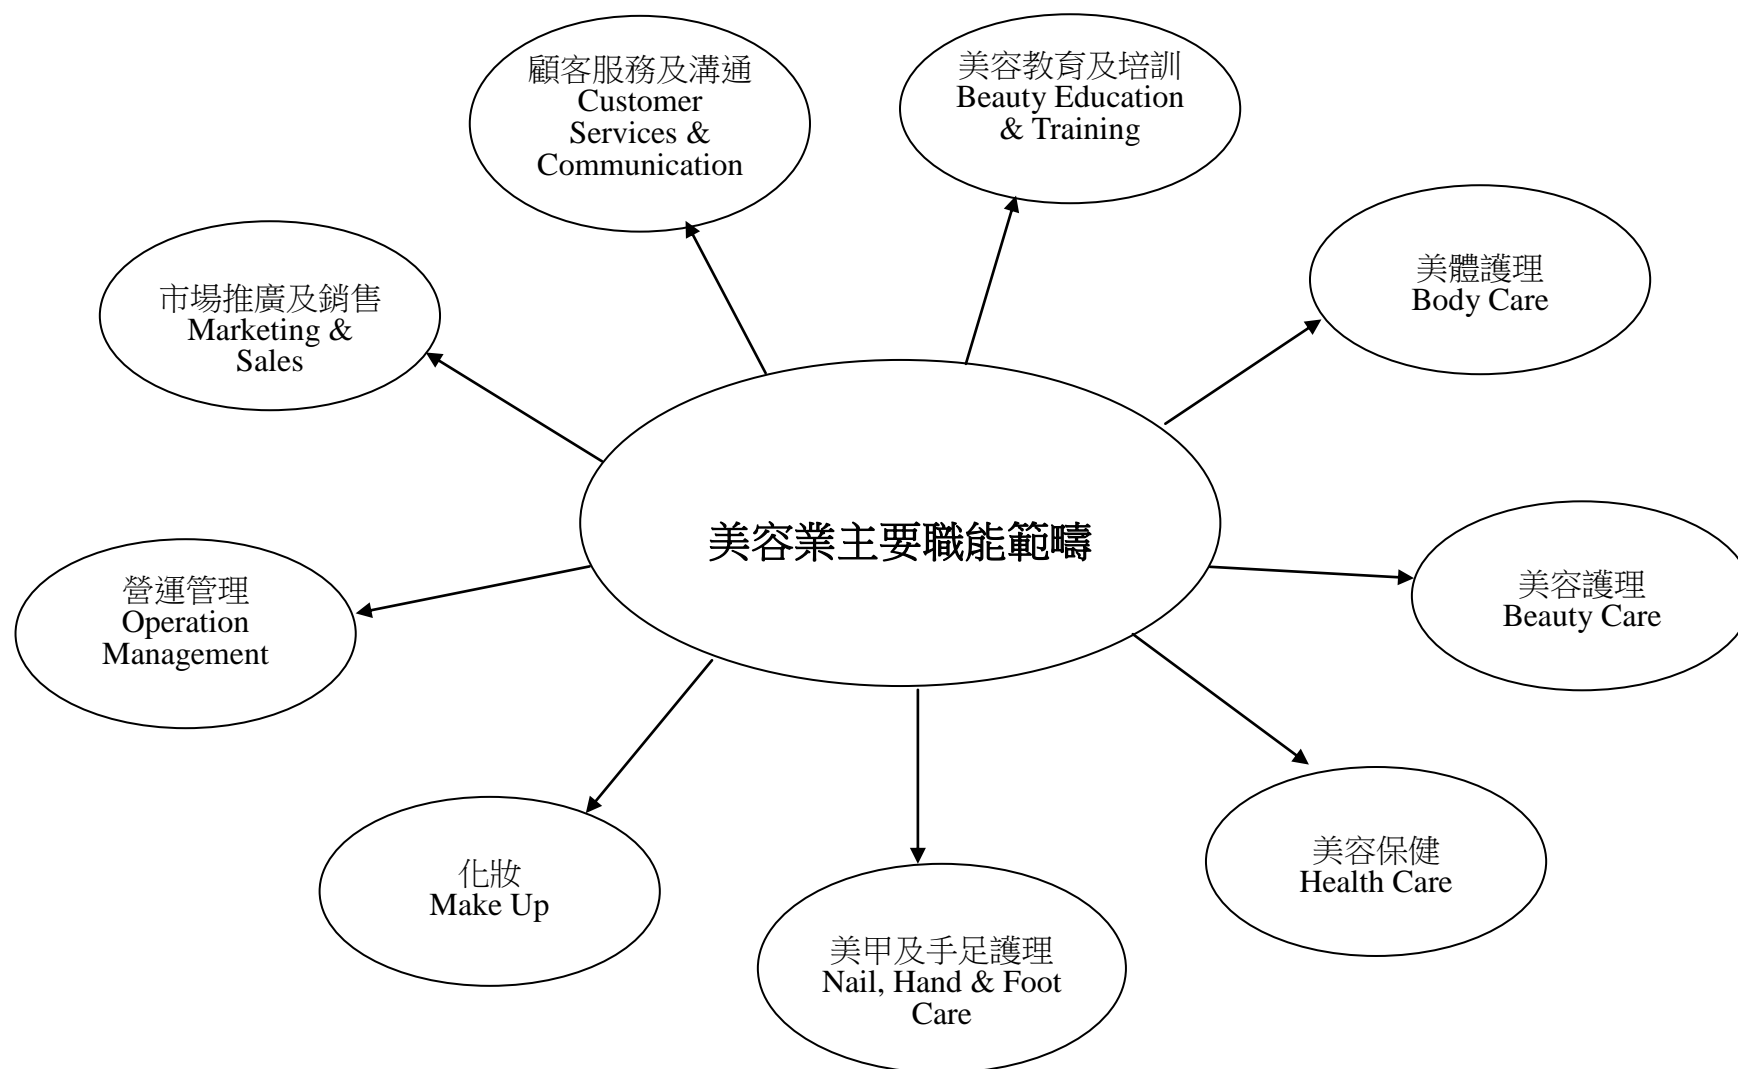 顧客服務及溝通
Customer
Services &
Communication
美容教育及培訓
Beauty Education
& Training
美體護理
Body Care
市場推廣及銷售
Marketing &
Sales
美容業主要職能範疇
營運管理
Operation
Management
美容護理
Beauty Care
化妝
Make Up
美甲及手足護理
Nail, Hand & Foot
Care
美容保健
Health Care